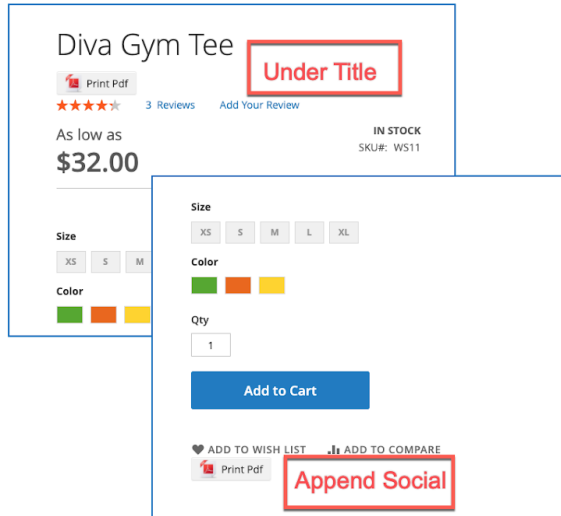 Diva Gym Tee
Under Title
Print Pdf
3 Reviews Add Your Review
As low as
IN STOCK
$32.00
SKU#: WS11
Size
XS S M
Color
Size
XS S M L XL
Color
Qty
1
Add to Cart
ADD TO WISH LIST ADD TO COMPARE
Print Pdf
Append Social